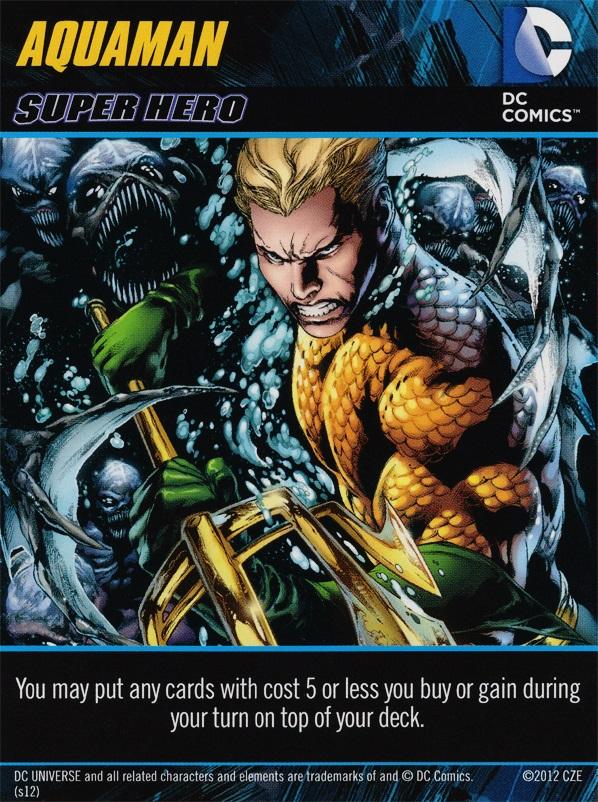 AQUAMAN
SUPER HERO
DC
DC
COMICS™
You may put any cards with cost 5 or less you buy or gain during
your turn on top of your deck.
DC UNIVERSE and all related characters and elements are trademarks of and © DC Comics.
(s12)
©2012 CZE